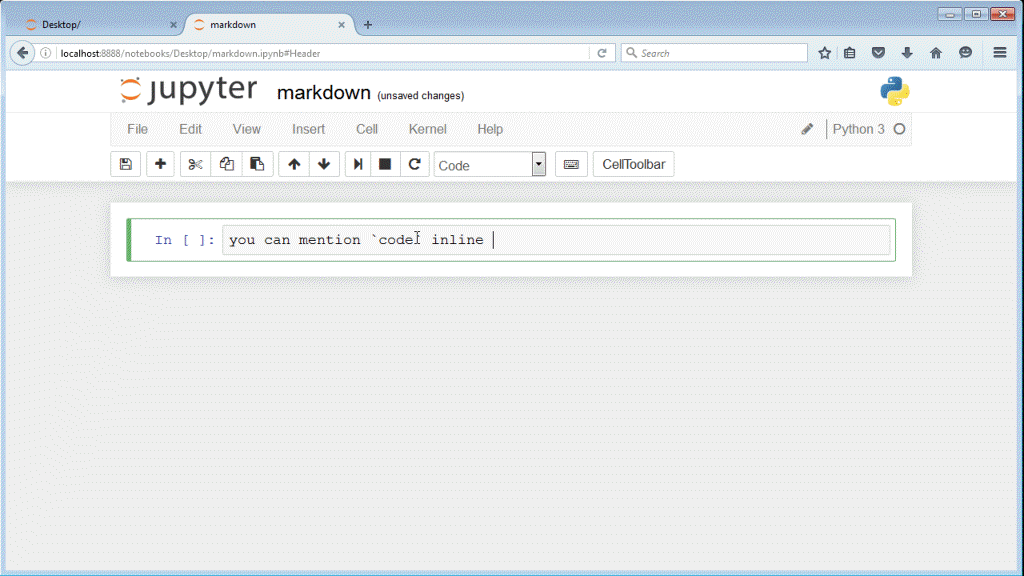 Desktop/
markdown
localhost:8888/notebooks/Desktop/markdown.ipynb#Header
Search
jupyter markdown (unsaved changes)
File Edit View Insert Cell Kernel Help Python 3
Code CellToolbar
In [ ]: you can mention `code` inline